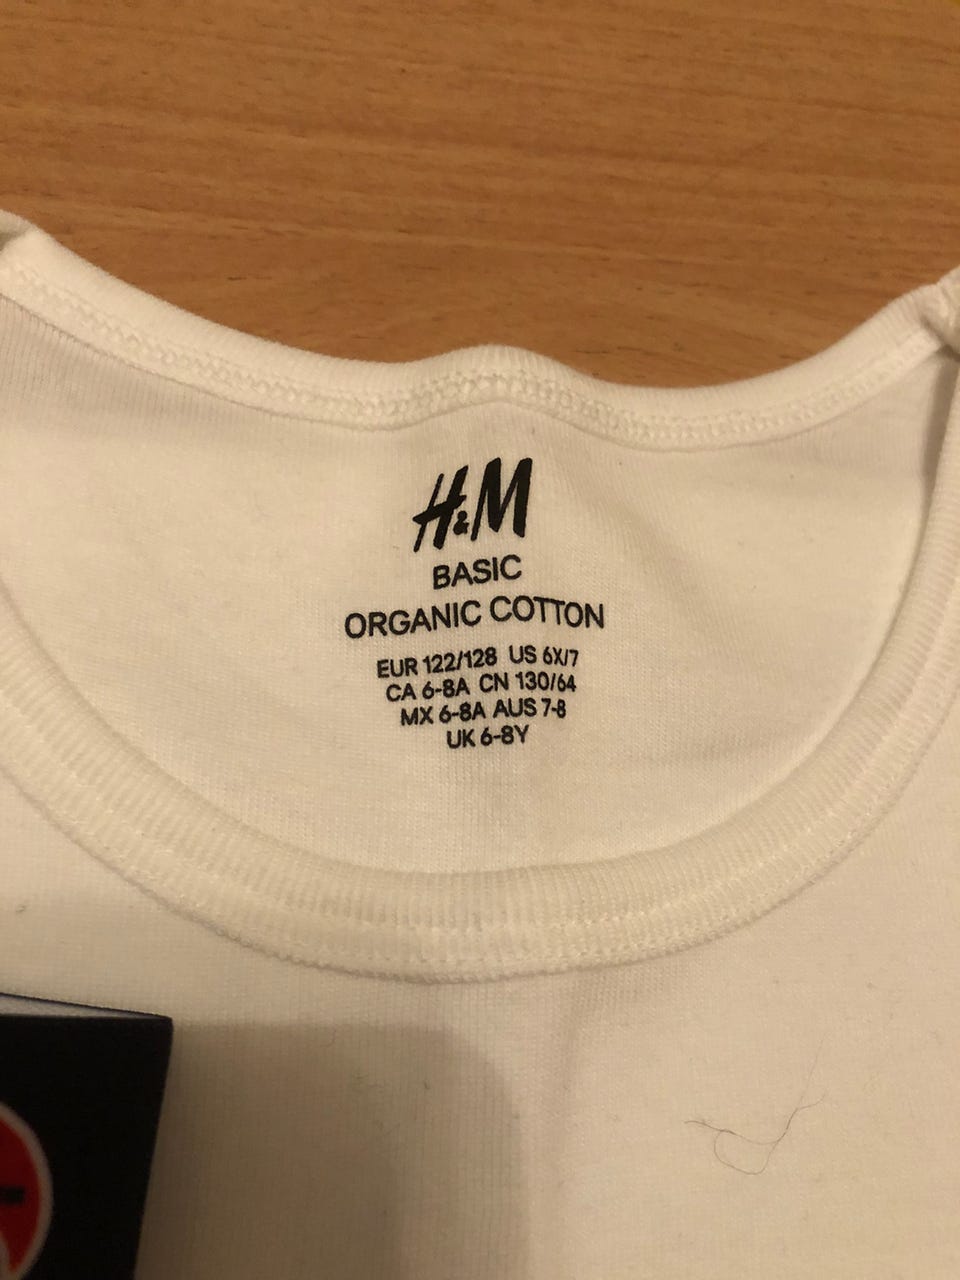 H&M
BASIC
ORGANIC COTTON
EUR 122/128 US 6X/7
CA 6-8A CN 130/64
MX 6-8A AUS 7-8
UK 6-8Y